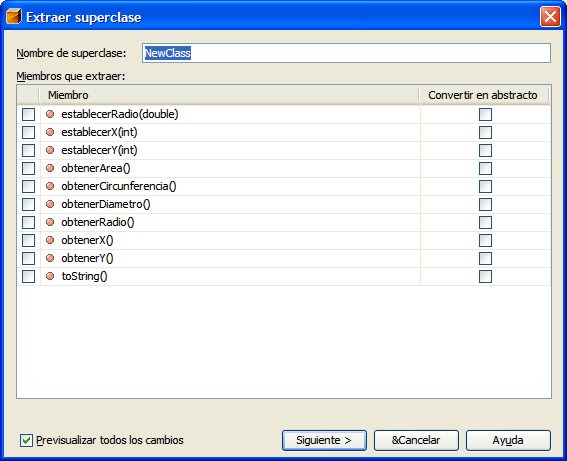 Extraer superclase
Nombre de superclase: NewClass
Miembros que extraer:
Miembro Convertir en abstracto
establecerRadio(double)
establecerX(int)
establecerY(int)
obtenerArea()
obtenerCircunferencia()
obtenerDiametro()
obtenerRadio()
obtenerX()
obtenerY()
toString()
Previsualizar todos los cambios Siguiente > &Cancelar Ayuda